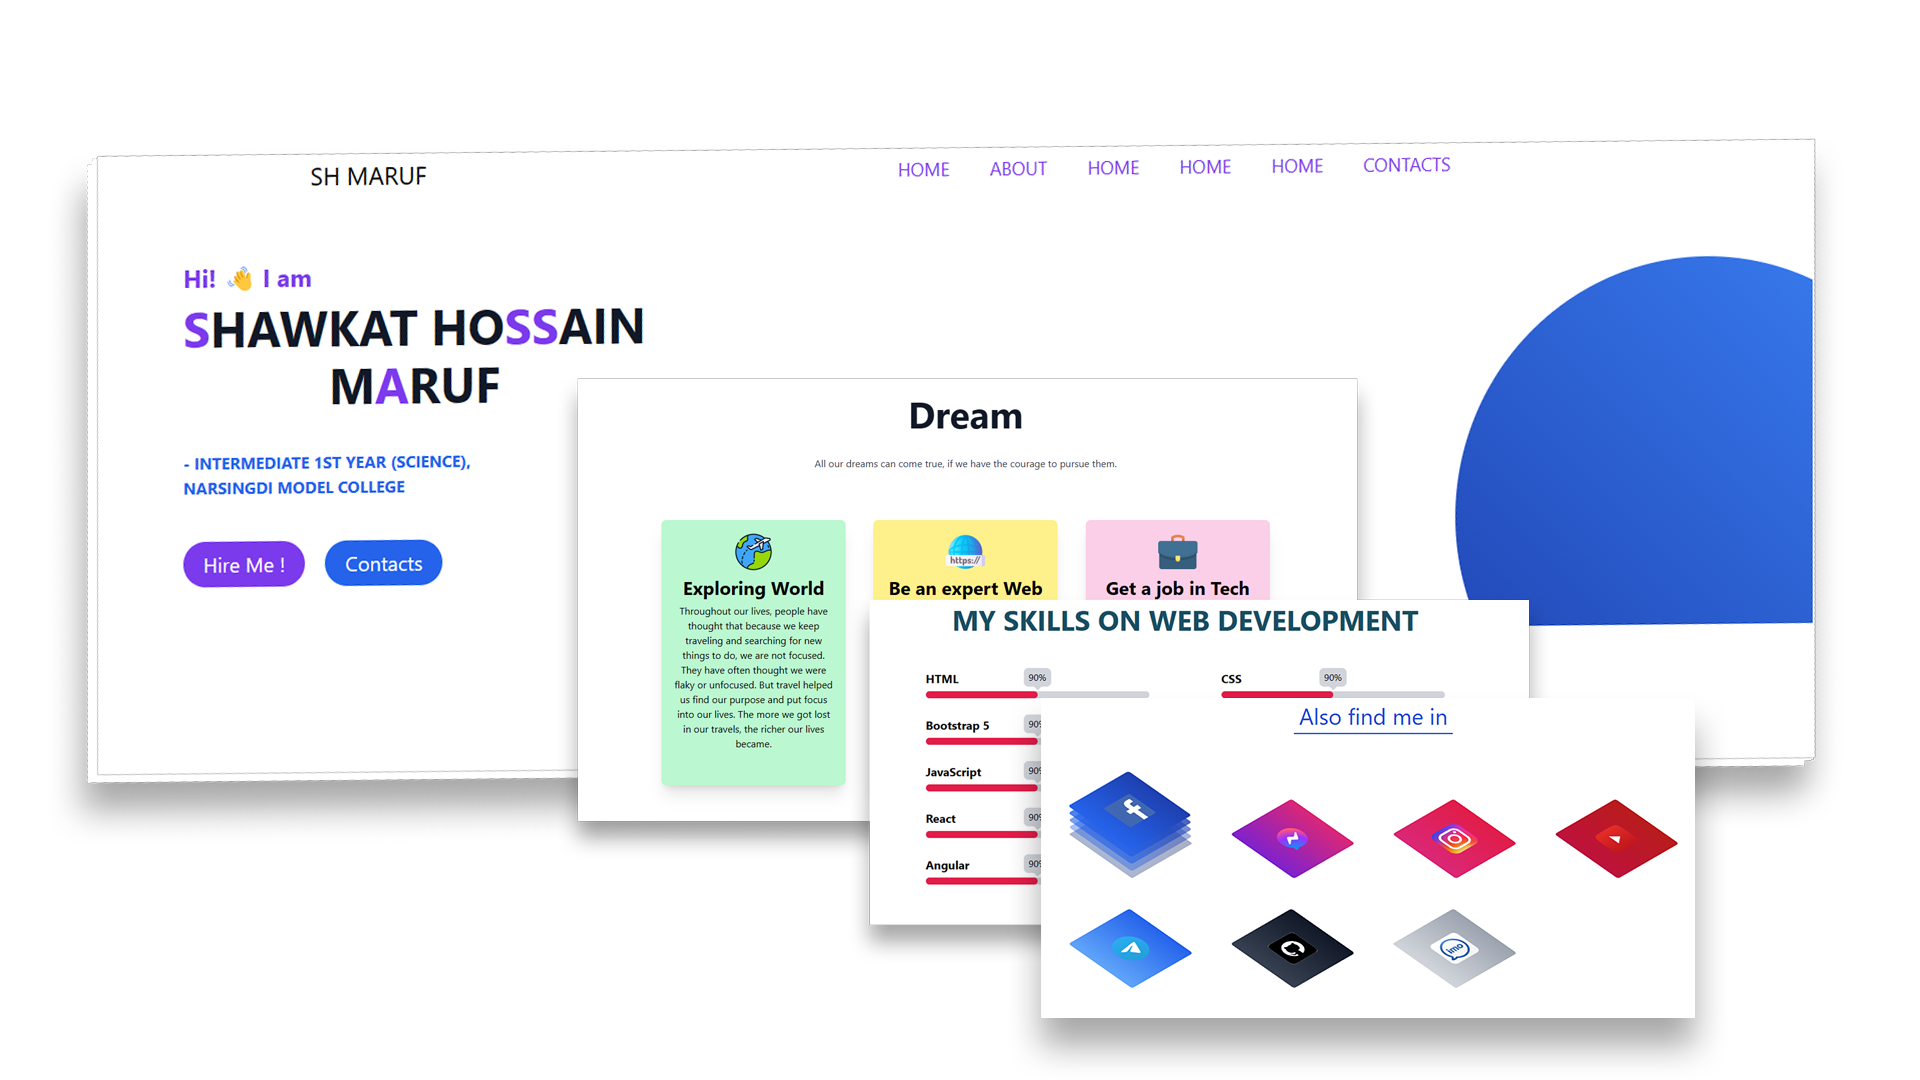 SH MARUF
HOME ABOUT HOME HOME HOME CONTACTS
Hi! 👋 I am
SHAWKAT HOSSAIN
MARUF
- INTERMEDIATE 1ST YEAR (SCIENCE),
NARSINGDI MODEL COLLEGE
Hire Me !
Contacts
Dream
All our dreams can come true, if we have the courage to pursue them.
Exploring World
Throughout our lives, people have
thought that because we keep
traveling and searching for new
things to do, we are not focused.
They have often thought we were
flaky or unfocused. But travel helped
us find our purpose and put focus
into our lives. The more we got lost
in our travels, the richer our lives
became.
https://
Be an expert Web
Get a job in Tech
MY SKILLS ON WEB DEVELOPMENT
HTML 90%
CSS 90%
Bootstrap 5 90%
JavaScript 90%
React 90%
Angular 90%
Also find me in
imo